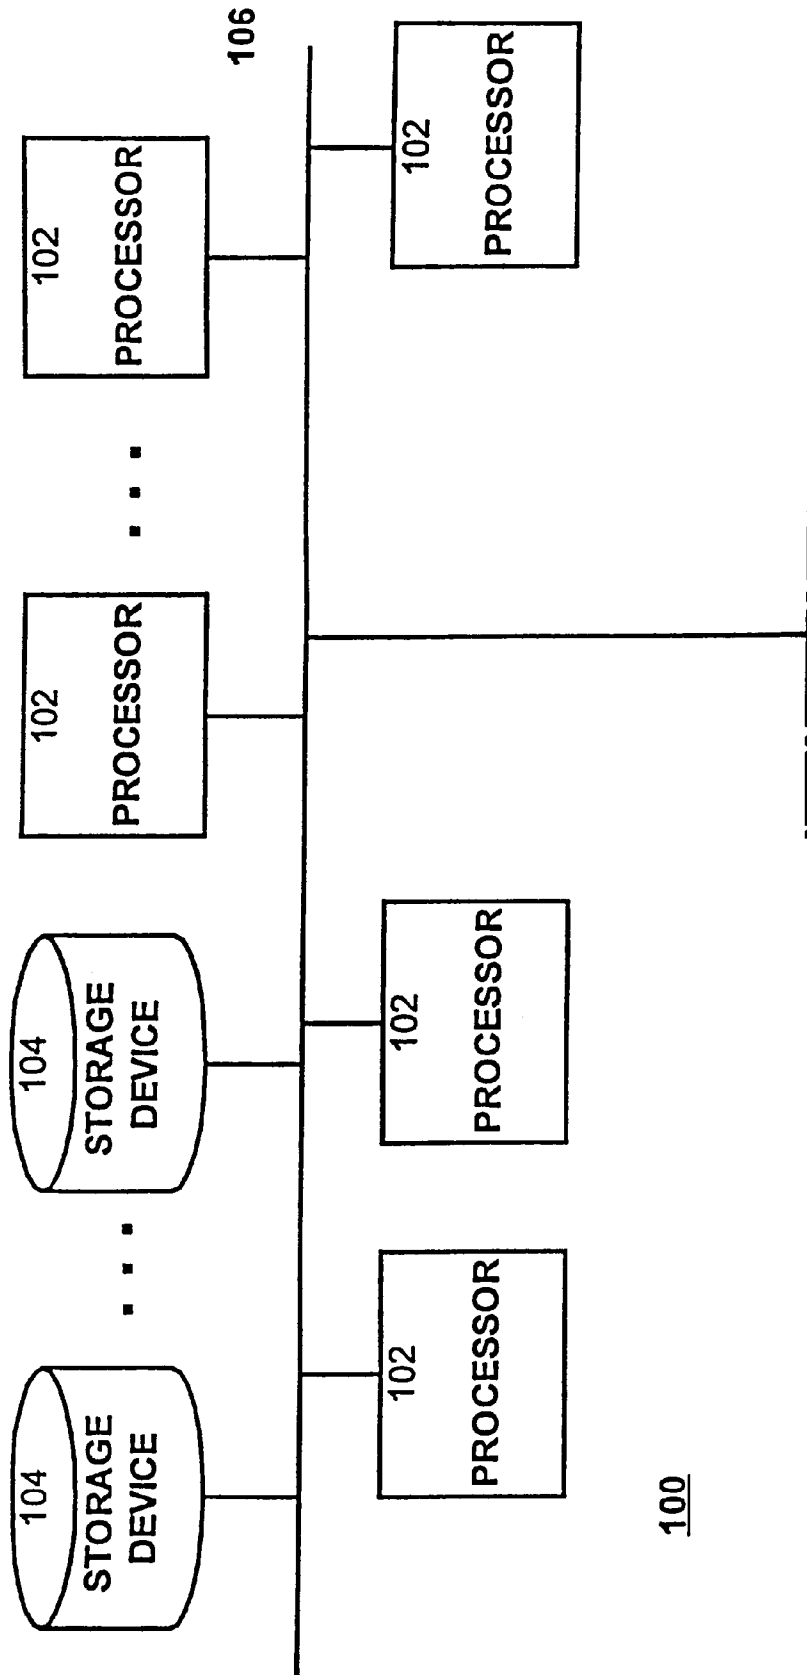 104
STORAGE
DEVICE
. . .
104
STORAGE
DEVICE
102
PROCESSOR
. . .
102
PROCESSOR
106
102
PROCESSOR
102
PROCESSOR
102
PROCESSOR
100